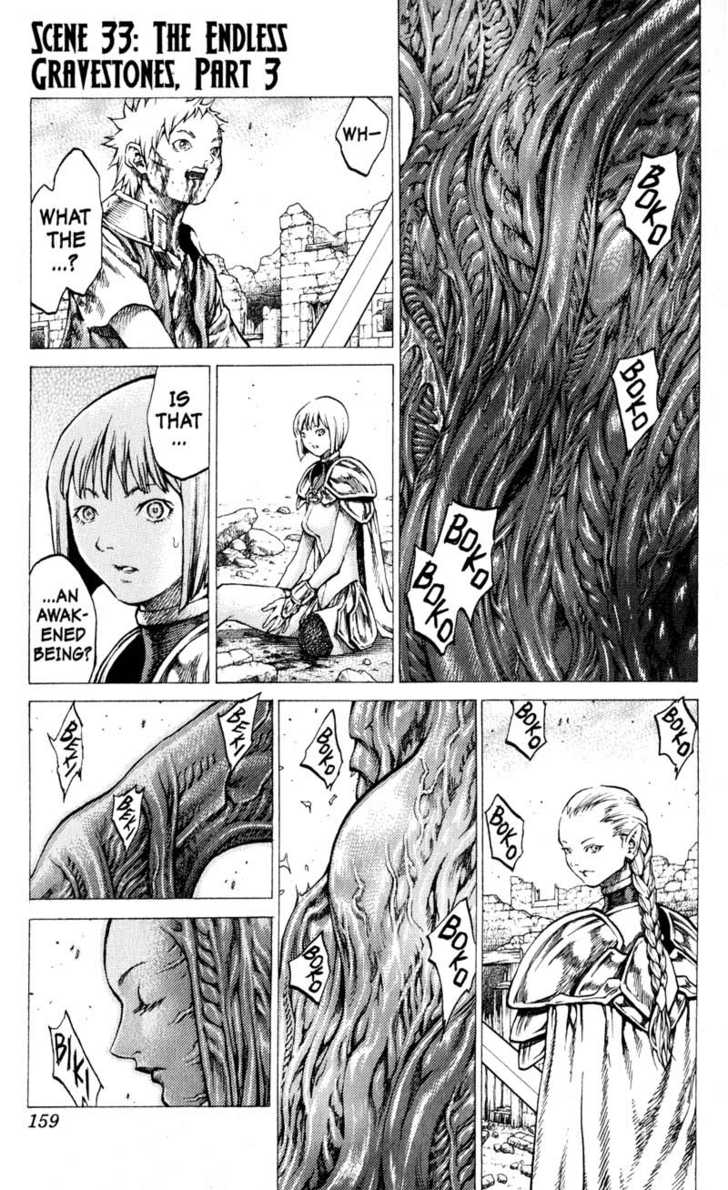 SCENE 33: THE ENDLESS
GRAVESTONES, PART 3
WH-
WHAT
THE
...?
BOKO
BOKO
BOKO
BOKO
IS
THAT
...
...AN
AWAK-
ENED
BEING?
BEKI
BEKI
BEKI
BOKO
BOKO
BOKO
BOKO
BOKO
BOKO
BIKI
159